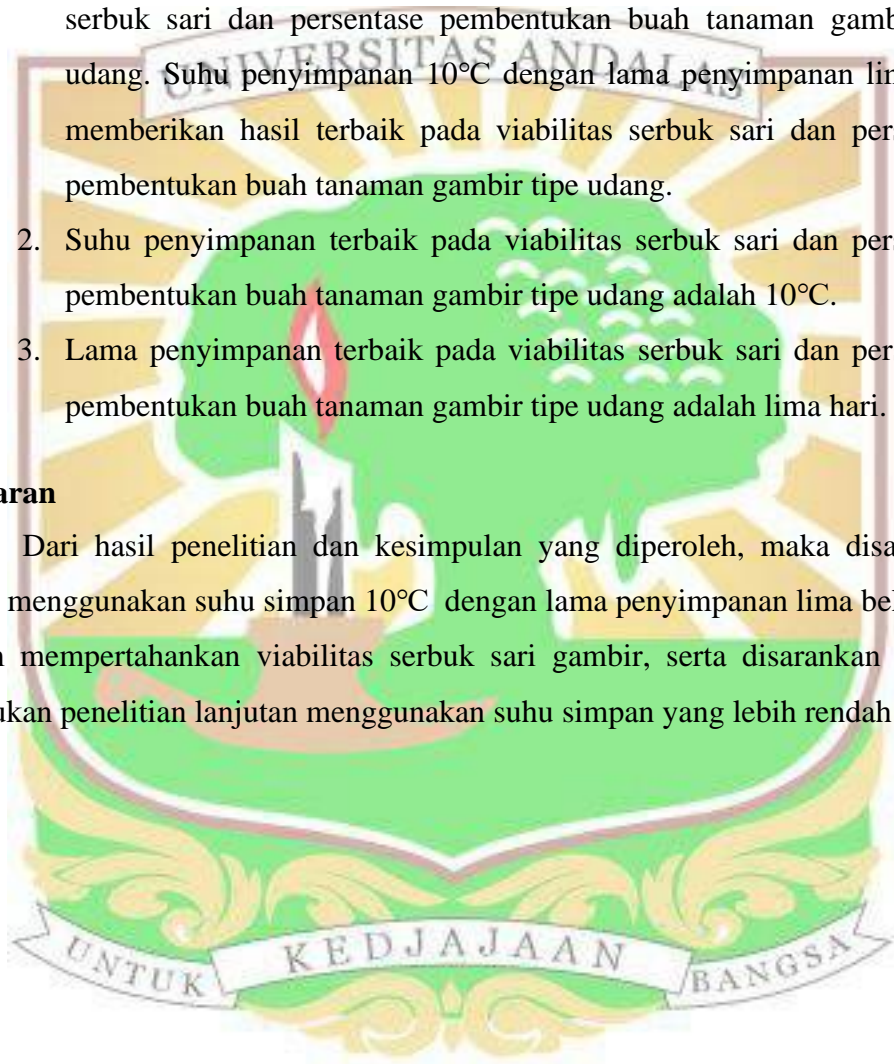 serbuk sari dan persentase pembentukan buah tanaman gamb
UNIVERSITAS ANDALAS
udang. Suhu penyimpanan 10°C dengan lama penyimpanan lim
memberikan hasil terbaik pada viabilitas serbuk sari dan per
pembentukan buah tanaman gambir tipe udang.
2. Suhu penyimpanan terbaik pada viabilitas serbuk sari dan per
pembentukan buah tanaman gambir tipe udang adalah 10°C.
3. Lama penyimpanan terbaik pada viabilitas serbuk sari dan per
pembentukan buah tanaman gambir tipe udang adalah lima hari.
aran
Dari hasil penelitian dan kesimpulan yang diperoleh, maka disa
menggunakan suhu simpan 10°C dengan lama penyimpanan lima bel
mempertahankan viabilitas serbuk sari gambir, serta disarankan
ukan penelitian lanjutan menggunakan suhu simpan yang lebih rendah
UNTUK KEDJAJAAN BANGSA